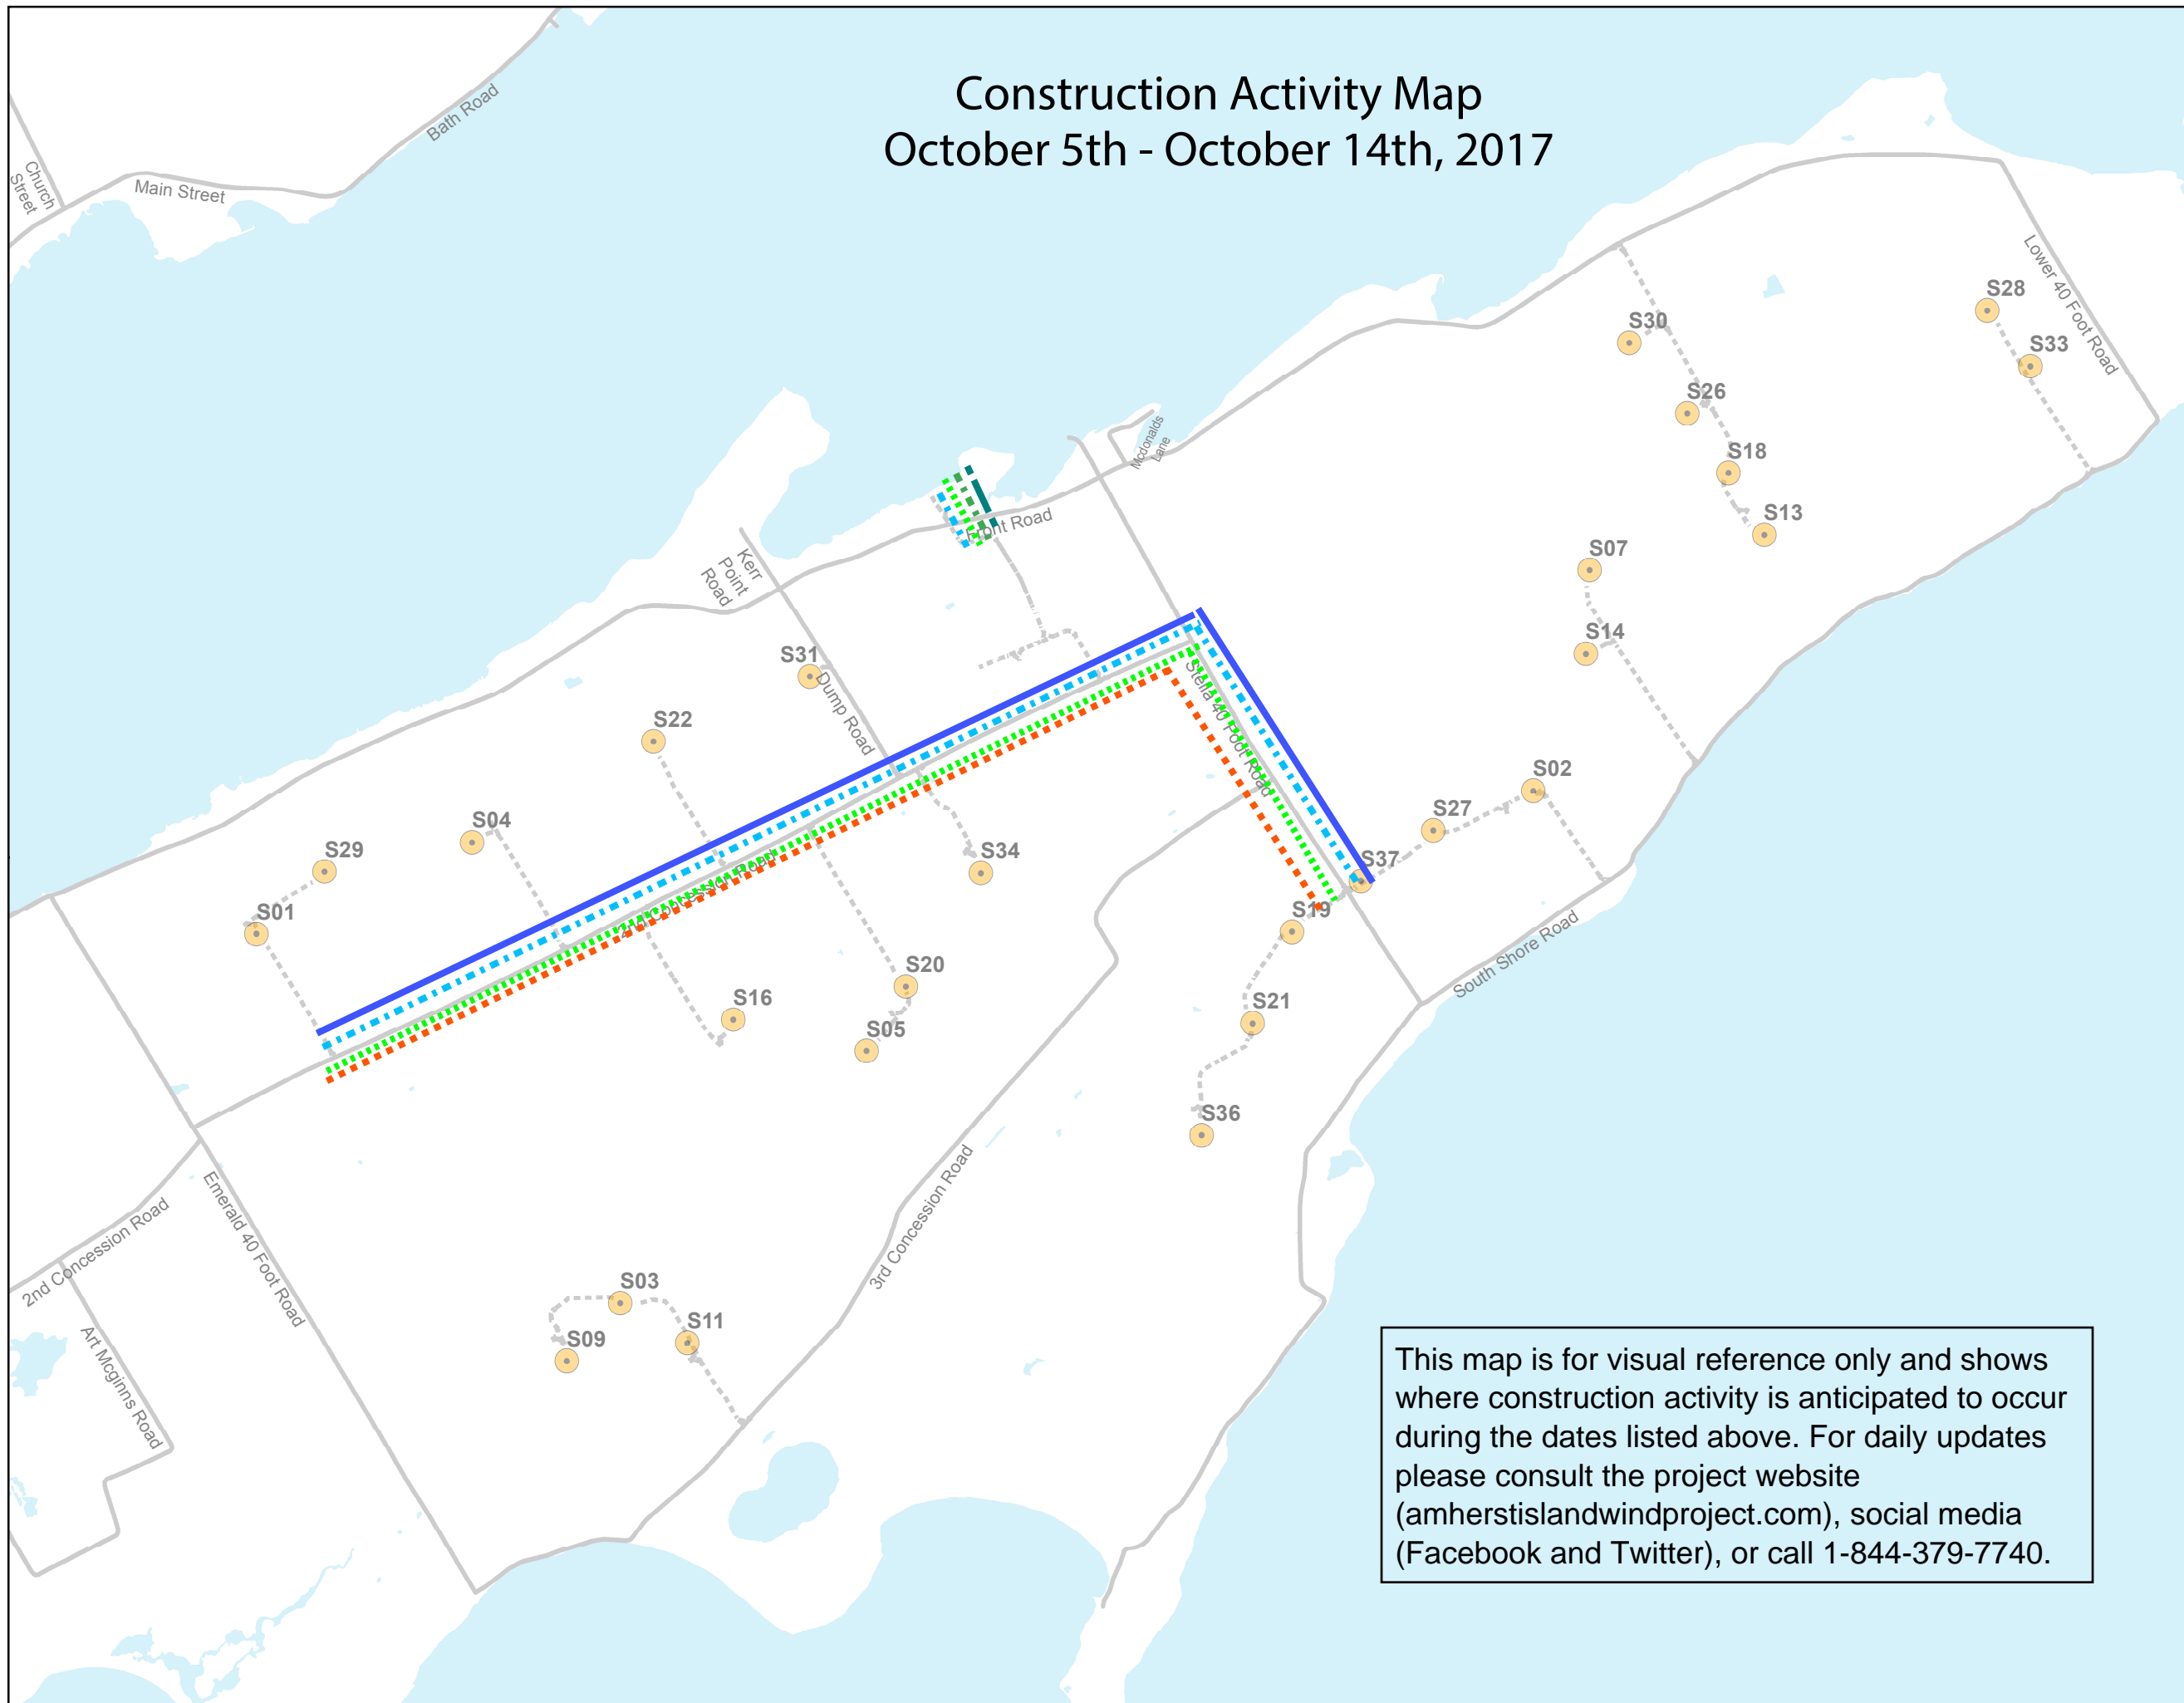 Construction Activity Map
October 5th - October 14th, 2017
Bath Road
Church
Street
Main Street
Lower 40 Foot Road
S28
S30
S33
S26
Mcdonalds
Lane
S18
S13
Front Road
S07
Kerr
Point
Road
S31
S14
Dump Road
Stella 40 Foot Road
S22
S02
S04
S27
S29
S34
S37
2nd Concession Road
S01
S19
South Shore Road
S20
S16
S21
S05
S36
Emerald 40 Foot Road
3rd Concession Road
2nd Concession Road
S03
S11
S09
Art Mcginns Road
This map is for visual reference only and shows
where construction activity is anticipated to occur
during the dates listed above. For daily updates
please consult the project website
(amherstislandwindproject.com), social media
(Facebook and Twitter), or call 1-844-379-7740.